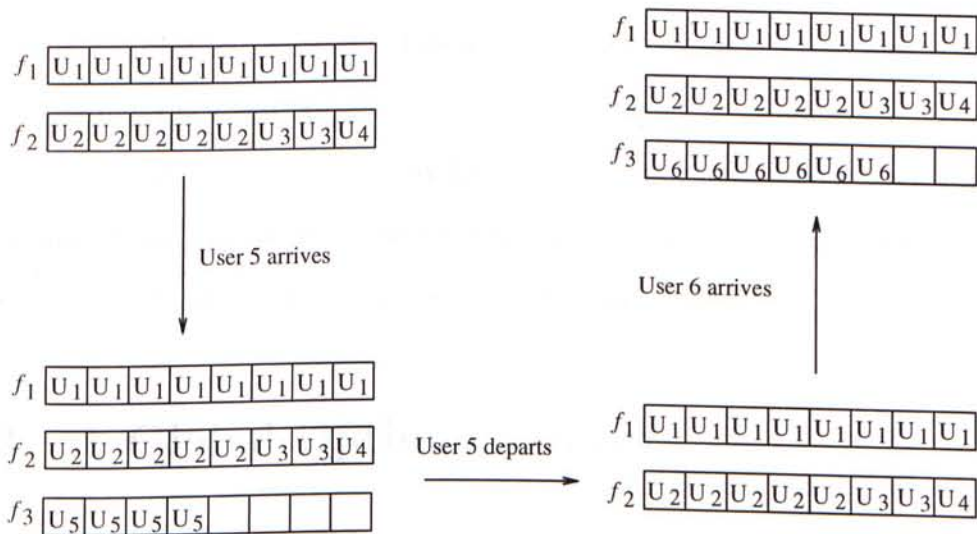 f1 U1 U1 U1 U1 U1 U1 U1 U1
f2 U2 U2 U2 U2 U2 U3 U3 U4
User 5 arrives
f1 U1 U1 U1 U1 U1 U1 U1 U1
f2 U2 U2 U2 U2 U2 U3 U3 U4
f3 U5 U5 U5 U5
User 5 departs
f1 U1 U1 U1 U1 U1 U1 U1 U1
f2 U2 U2 U2 U2 U2 U3 U3 U4
User 6 arrives
f1 U1 U1 U1 U1 U1 U1 U1 U1
f2 U2 U2 U2 U2 U2 U3 U3 U4
f3 U6 U6 U6 U6 U6 U6